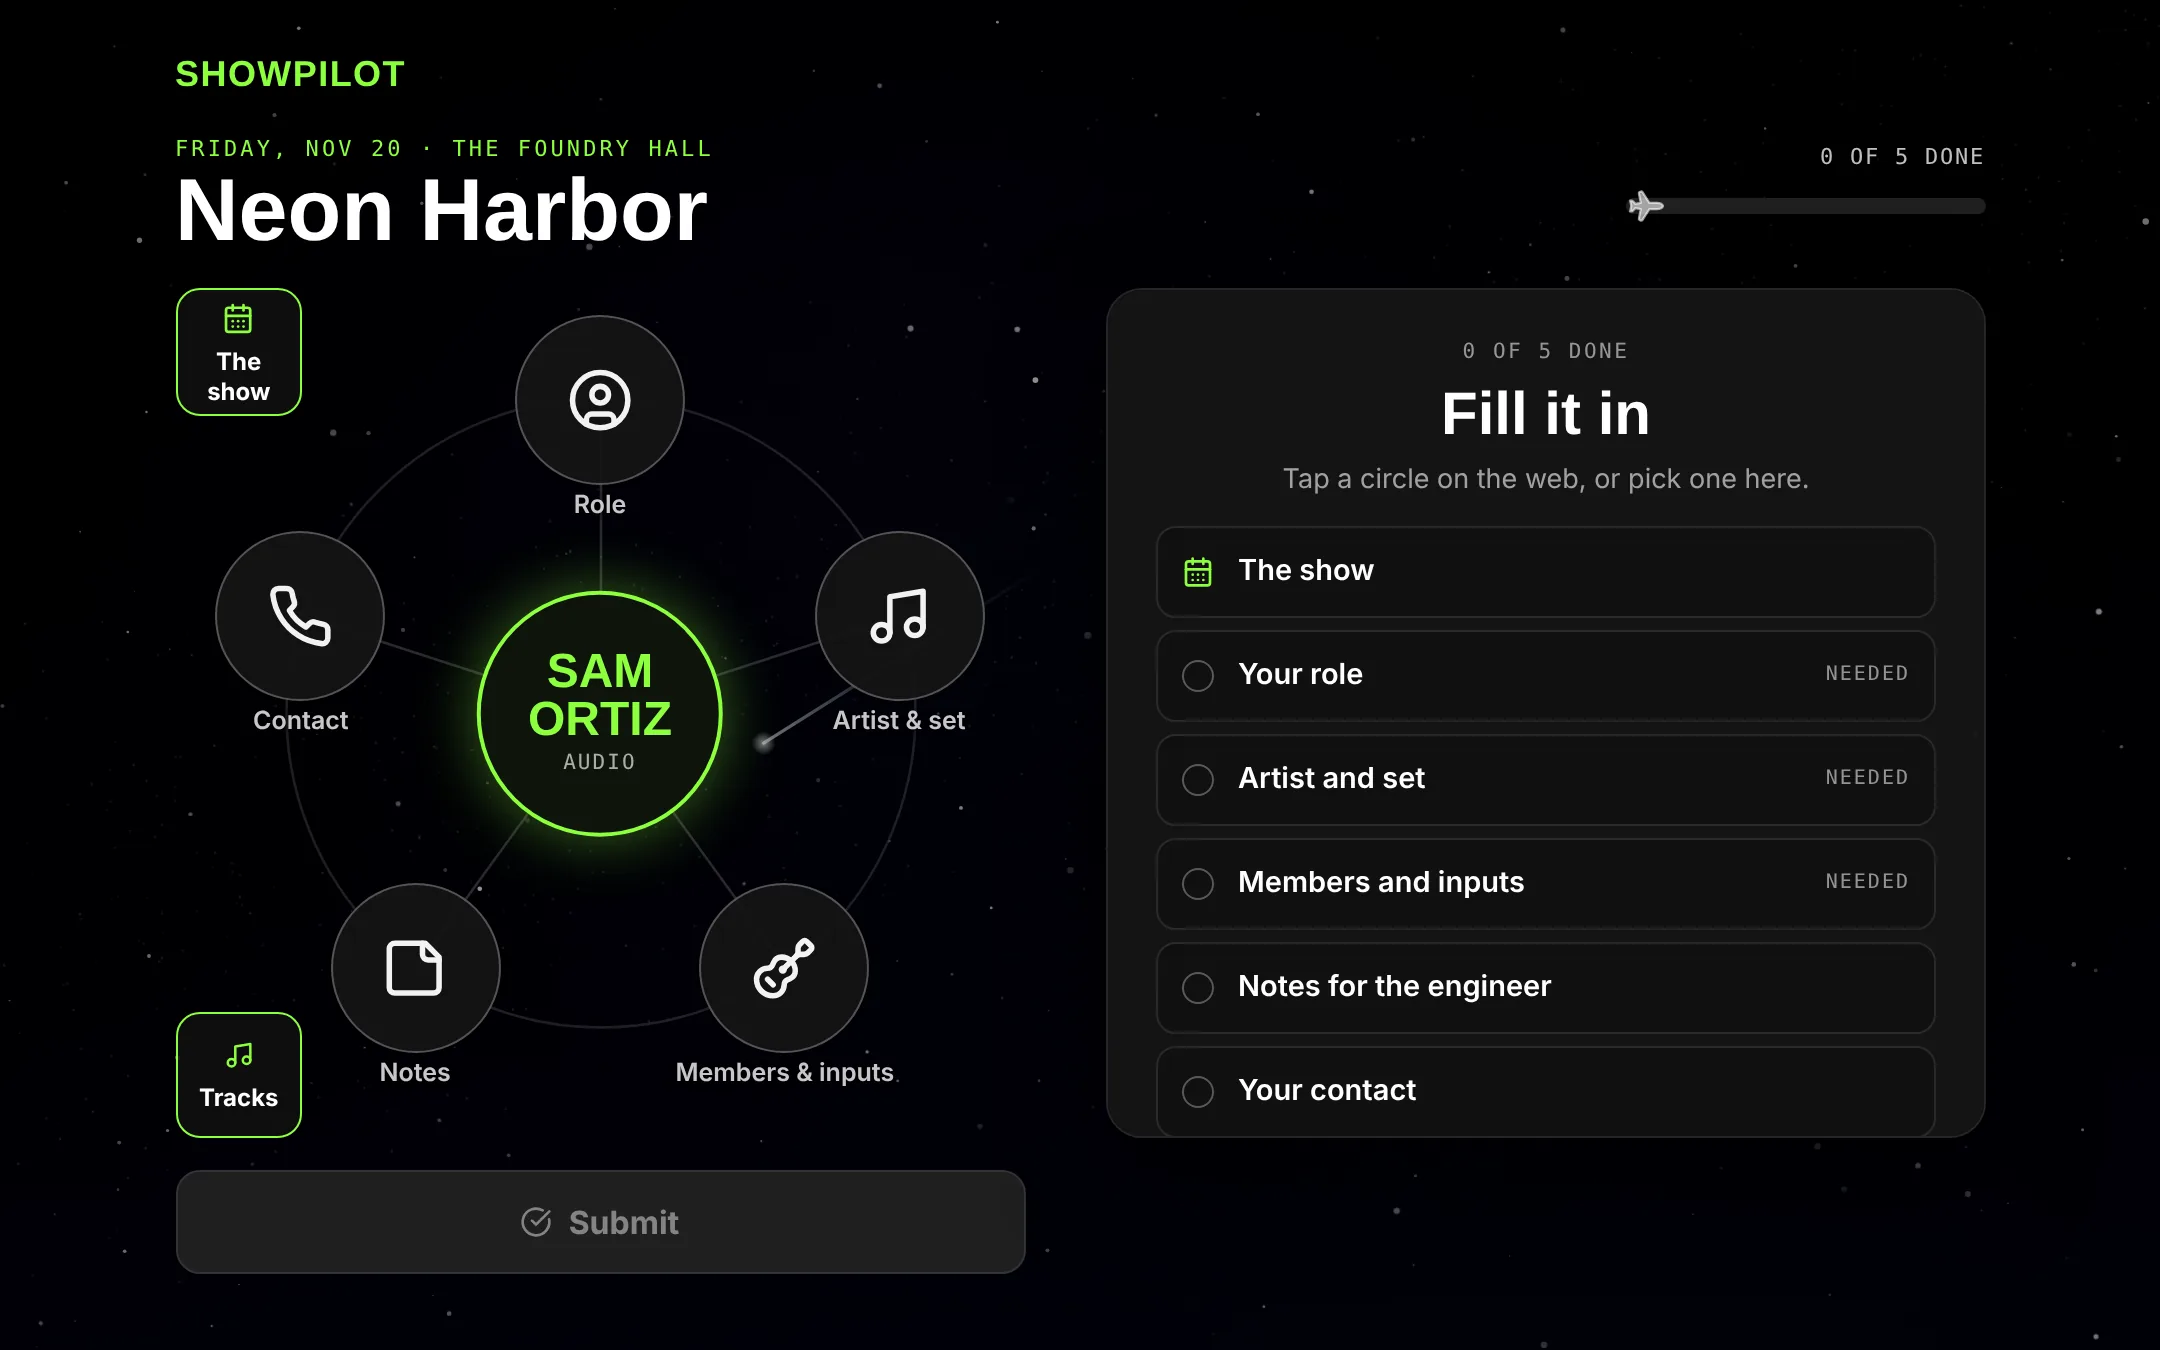 SHOWPILOT
FRIDAY, NOV 20 · THE FOUNDRY HALL
Neon Harbor
0 OF 5 DONE
The
show
Role
Contact
Artist & set
SAM
ORTIZ
AUDIO
Notes
Members & inputs
Tracks
Submit
0 OF 5 DONE
Fill it in
Tap a circle on the web, or pick one here.
The show
Your role NEEDED
Artist and set NEEDED
Members and inputs NEEDED
Notes for the engineer
Your contact